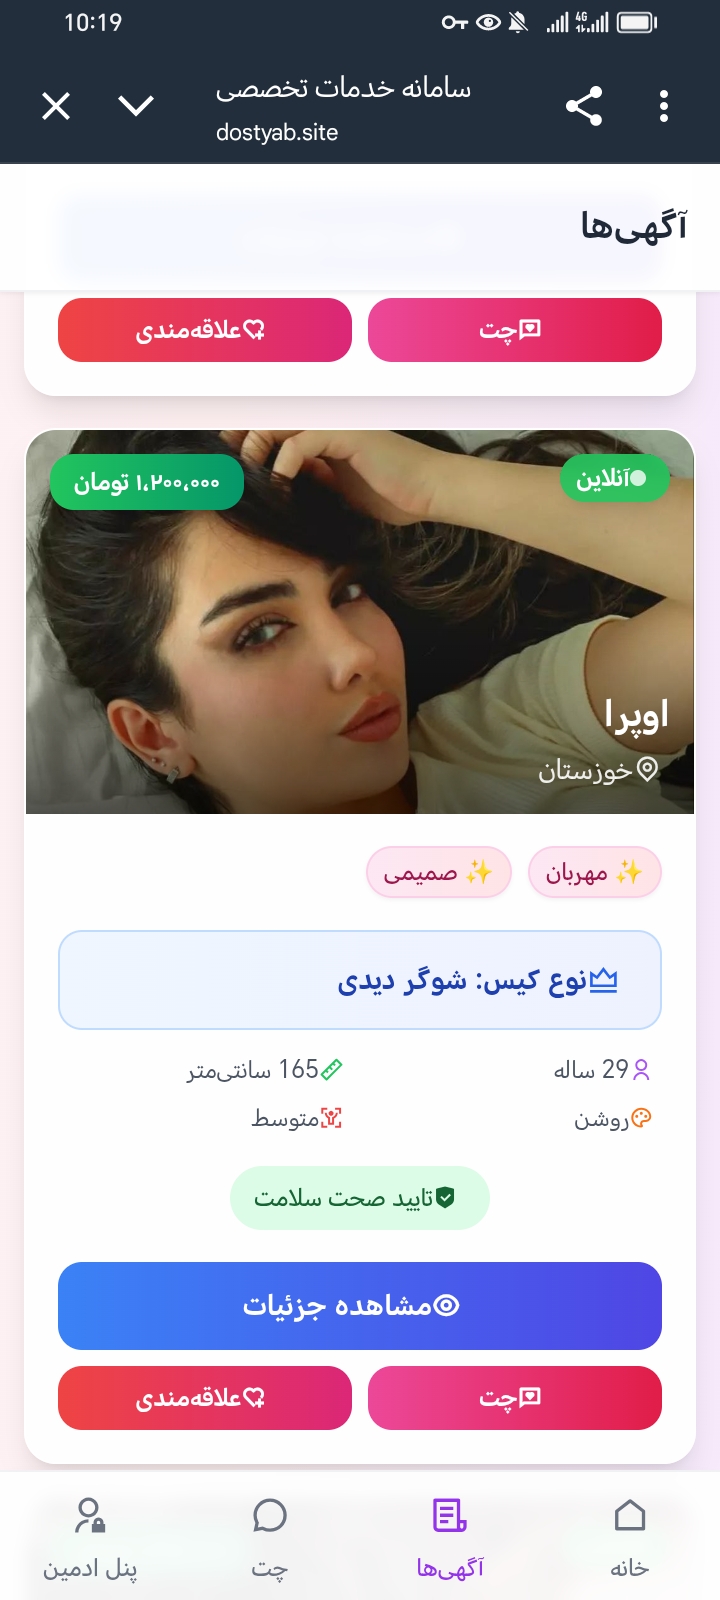 10:19
4G
سامانه خدمات تخصصی
dostyab.site
آگهی‌ها
چت
علاقه‌مندی
آنلاین
۱,۲۰۰,۰۰۰ تومان
اوپرا
خوزستان
✨ مهربان
✨ صمیمی
نوع کیس: شوگر دیدی
29 ساله
165 سانتی‌متر
روشن
متوسط
تایید صحت سلامت
مشاهده جزئیات
چت
علاقه‌مندی
خانه
آگهی‌ها
چت
پنل ادمین